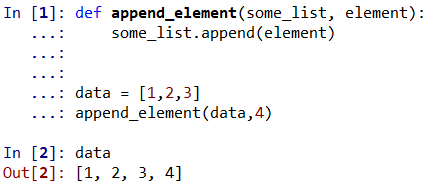 In [1]: def append_element(some_list, element):
   ...:     some_list.append(element)
   ...:
   ...:
   ...: data = [1,2,3]
   ...: append_element(data,4)

In [2]: data
Out[2]: [1, 2, 3, 4]